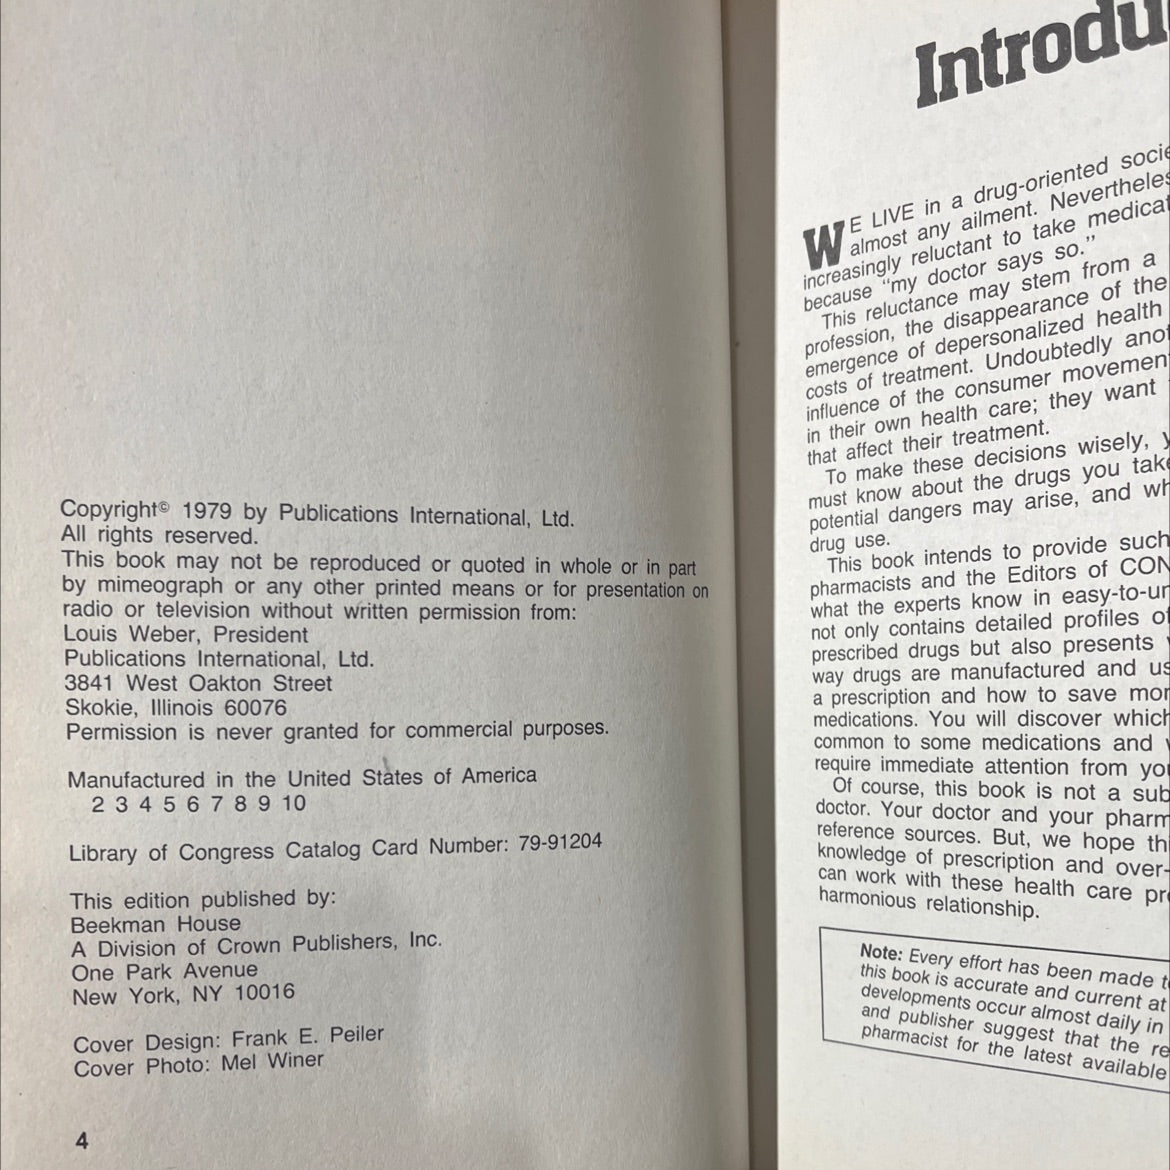 Copyright© 1979 by Publications International, Ltd.
All rights reserved.
This book may not be reproduced or quoted in whole or in part
by mimeograph or any other printed means or for presentation on
radio or television without written permission from:
Louis Weber, President
Publications International, Ltd.
3841 West Oakton Street
Skokie, Illinois 60076
Permission is never granted for commercial purposes.
Manufactured in the United States of America
2 3 4 5 6 7 8 9 10
Library of Congress Catalog Card Number: 79-91204
This edition published by:
Beekman House
A Division of Crown Publishers, Inc.
One Park Avenue
New York, NY 10016
Cover Design: Frank E. Peiler
Cover Photo: Mel Winer
4
Introdu
WE LIVE in a drug-oriented socie
almost any ailment. Nevertheles
increasingly reluctant to take medicat
because "my doctor says so."
This reluctance may stem from a
profession, the disappearance of the
emergence of depersonalized health
costs of treatment. Undoubtedly anot
influence of the consumer movement
in their own health care; they want
that affect their treatment.
To make these decisions wisely, y
must know about the drugs you take
potential dangers may arise, and wh
drug use.
This book intends to provide such
pharmacists and the Editors of CON
what the experts know in easy-to-un
not only contains detailed profiles of
prescribed drugs but also presents
way drugs are manufactured and us
a prescription and how to save mor
medications. You will discover which
common to some medications and
require immediate attention from you
Of course, this book is not a sub
doctor. Your doctor and your pharm
reference sources. But, we hope th
knowledge of prescription and over-
can work with these health care pro
harmonious relationship.
Note: Every effort has been made t
this book is accurate and current at
developments occur almost daily in
and publisher suggest that the re
pharmacist for the latest available